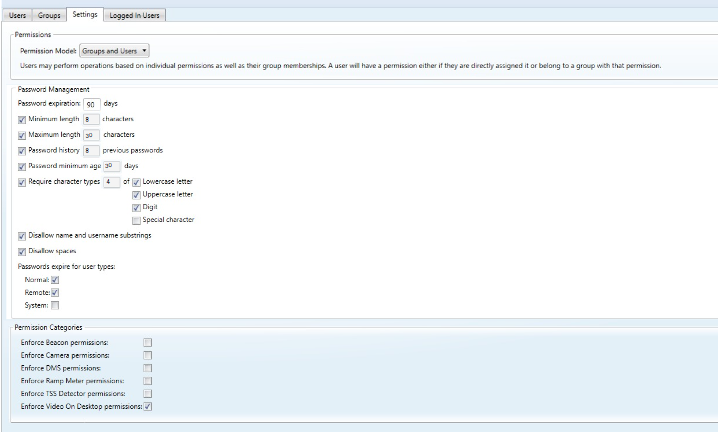 Users Groups Settings Logged In Users
Permissions
Permission Model: Groups and Users
Users may perform operations based on individual permissions as well as their group memberships. A user will have a permission either if they are directly assigned it or belong to a group with that permission.
Password Management
Password expiration: 90 days
Minimum length 8 characters
Maximum length 30 characters
Password history 8 previous passwords
Password minimum age 30 days
Require character types 4 of Lowercase letter
Uppercase letter
Digit
Special character
Disallow name and username substrings
Disallow spaces
Passwords expire for user types:
Normal:
Remote:
System:
Permission Categories
Enforce Beacon permissions:
Enforce Camera permissions:
Enforce DMS permissions:
Enforce Ramp Meter permissions:
Enforce TSS Detector permissions:
Enforce Video On Desktop permissions: